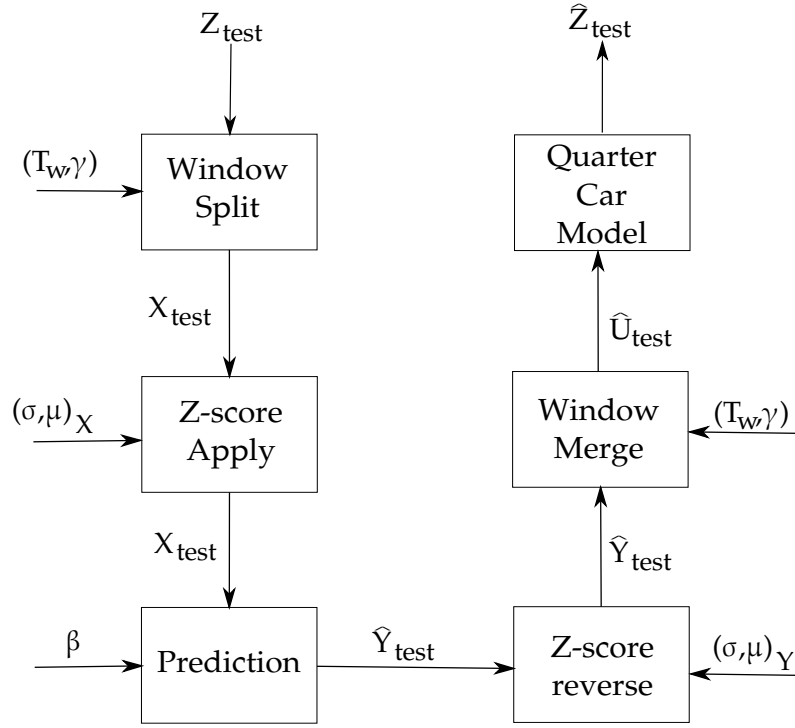 Z_test
(T_w,γ)
Window
Split
X_test
(σ,μ)_X
Z-score
Apply
X_test
β
Prediction
Ŷ_test
Z-score
reverse
(σ,μ)_Y
Ŷ_test
Window
Merge
(T_w,γ)
Û_test
Quarter
Car
Model
Ẑ_test